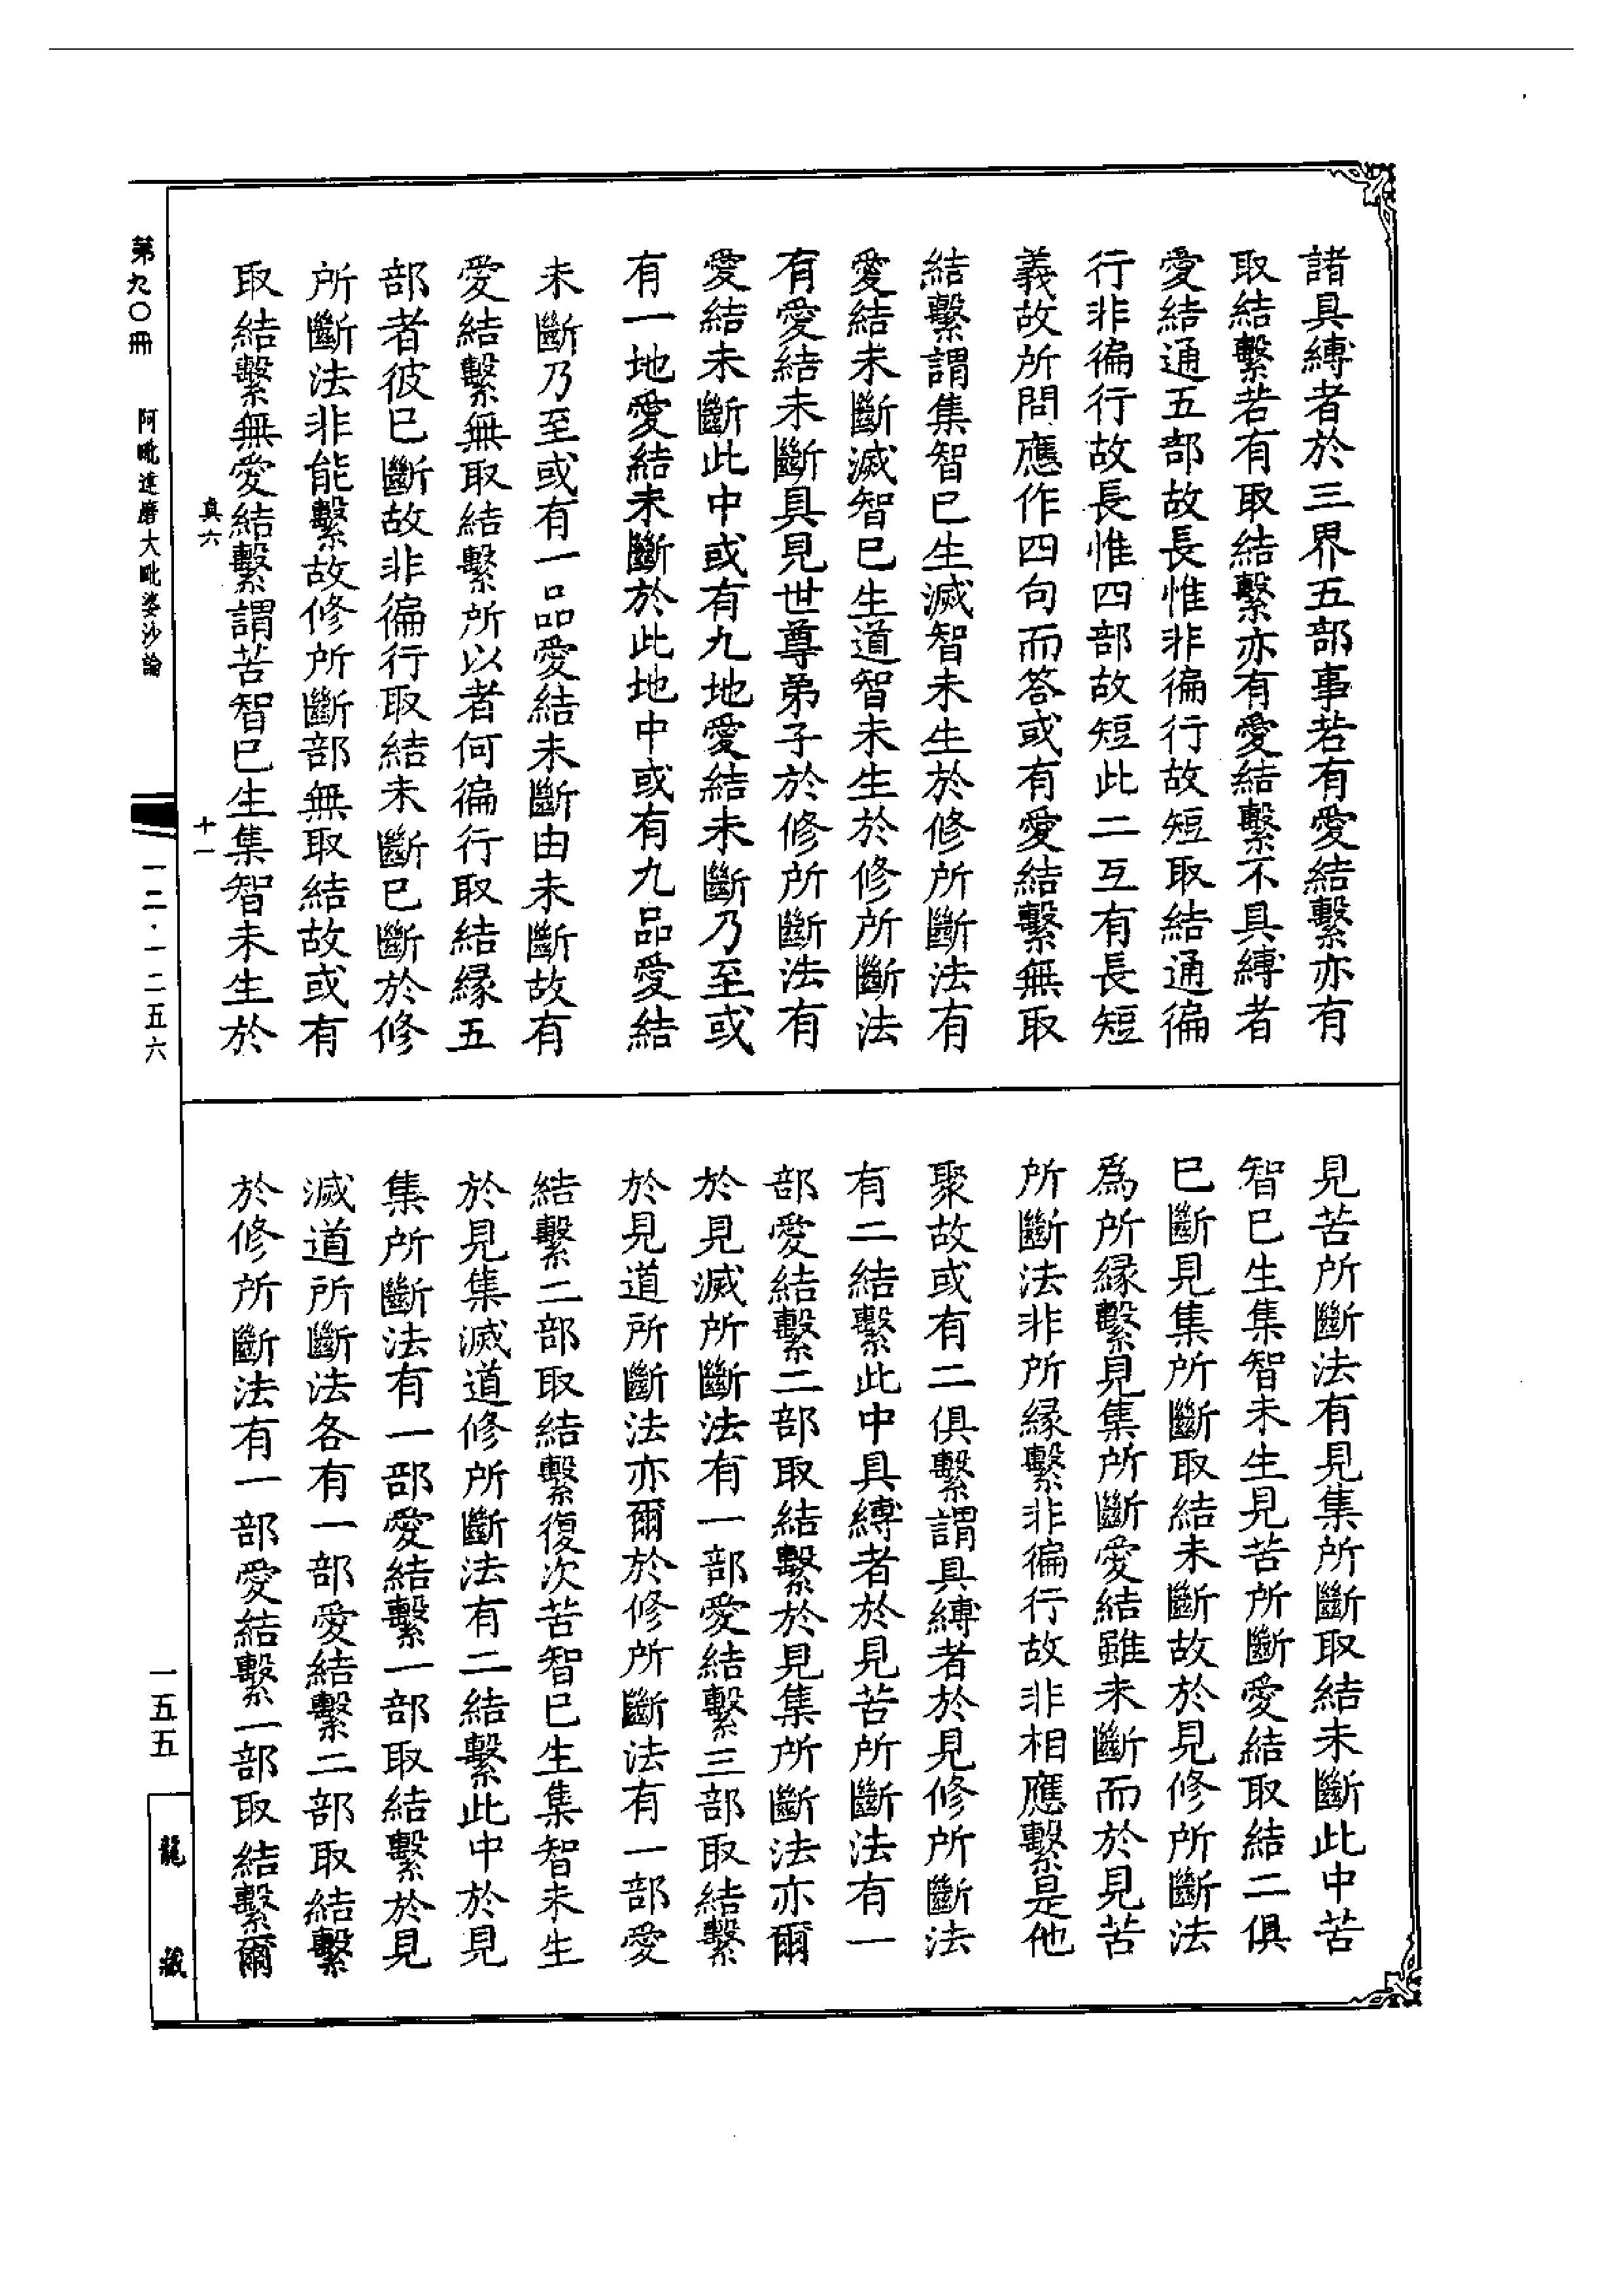 諸具縛者於三界五部事若有愛結繫亦有
取結繫若有取結繫亦有愛結繫不具縛者
愛結通五部故長惟非徧行故短取結通徧
行非徧行故長惟四部故短此二互有長短
義故所問應作四句而答或有愛結繫無取
結繫謂集智巳生滅智未生於修所斷法有
愛結未斷滅智巳生道智未生於修所斷法
有愛結未斷具見世尊弟子於修所斷法有
愛結未斷此中或有九地愛結未斷乃至或
有一地愛結未斷於此地中或有九品愛結
未斷乃至或有一品愛結未斷由未斷故有
愛結繫無取結繫所以者何徧行取結緣五
部者彼巳斷故非徧行取結未斷巳斷於修
所斷法非能繫故修所斷部無取結故或有
取結繫無愛結繫謂苦智巳生集智未生於
見苦所斷法有見集所斷取結未斷此中苦
智巳生集智未生見苦所斷愛結取結二俱
巳斷見集所斷取結未斷故於見修所斷法
為所緣繫見集所斷愛結雖未斷而於見苦
所斷法非所緣繫非徧行故非相應繫是他
聚故或有二俱繫謂具縛者於見修所斷法
有二結繫此中具縛者於見苦所斷法有一
部愛結繫二部取結繫於見集所斷法亦爾
於見滅所斷法有一部愛結繫三部取結繫
於見道所斷法亦爾於修所斷法有一部愛
結繫二部取結繫復次苦智巳生集智未生
於見集滅道修所斷法有二結繫此中於見
集所斷法有一部愛結繫一部取結繫於見
滅道所斷法各有一部愛結繫二部取結繫
於修所斷法有一部愛結繫一部取結繫爾
真六
十一
第九〇冊
阿毗達磨大毗婆沙論
一二·一二五六
一五五
龍藏